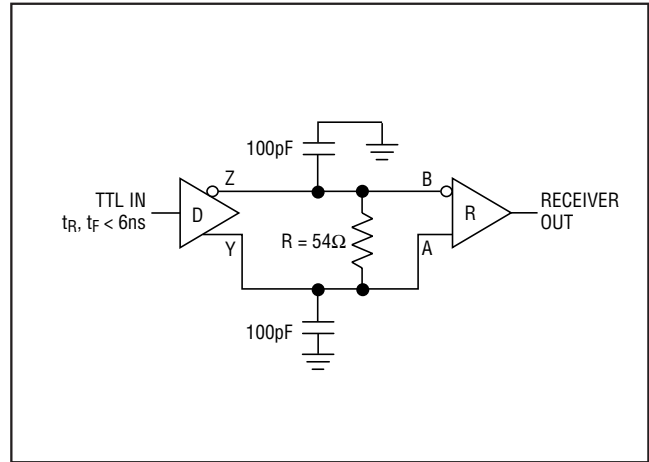 100pF
Z
B
TTL IN
tR, tF < 6ns
D
R
RECEIVER
OUT
R = 54Ω
Y
A
100pF